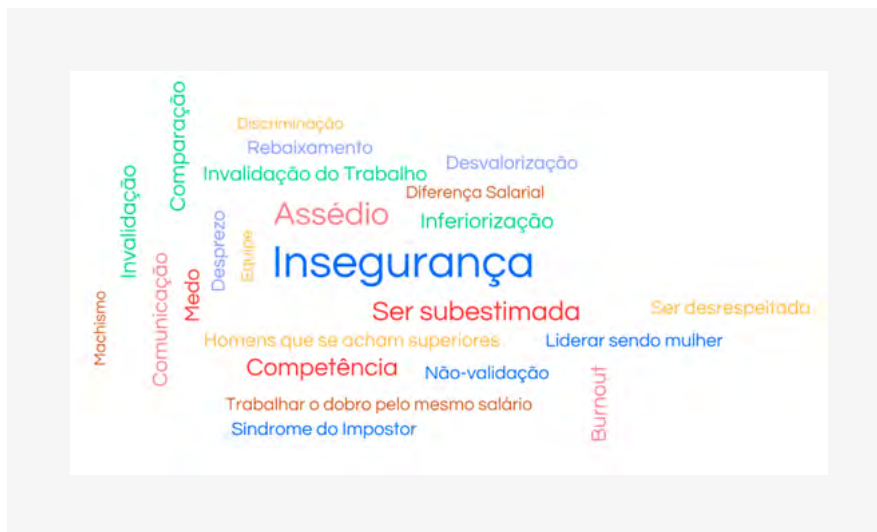 Discriminação
Rebaixamento
Desvalorização
Comparação
Invalidação do Trabalho
Diferença Salarial
Invalidação
Assédio
Inferiorização
Desprezo
Equipe
Insegurança
Medo
Comunicação
Machismo
Ser subestimada
Ser desrespeitada
Homens que se acham superiores
Liderar sendo mulher
Competência
Não-validação
Burnout
Trabalhar o dobro pelo mesmo salário
Síndrome do Impostor